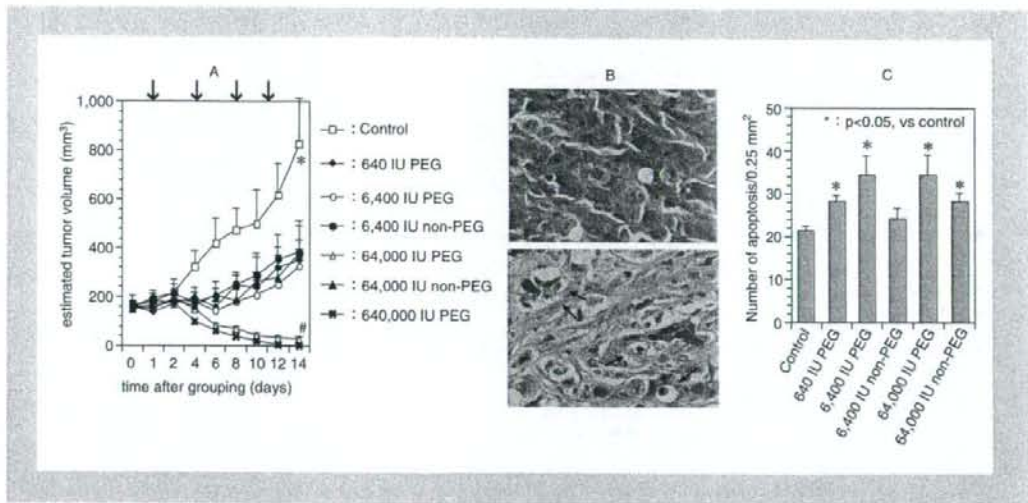 A
1,000
800
600
400
200
0
estimated tumor volume (mm³)
0 1 2 4 6 8 10 12 14
time after grouping (days)
*
#
: Control
: 640 IU PEG
: 6,400 IU PEG
: 6,400 IU non-PEG
: 64,000 IU PEG
: 64,000 IU non-PEG
: 640,000 IU PEG
B
C
50
40
30
20
10
0
Number of apoptosis/0.25 mm²
* : p<0.05, vs control
* * * *
Control
640 IU PEG
6,400 IU PEG
6,400 IU non-PEG
64,000 IU PEG
64,000 IU non-PEG